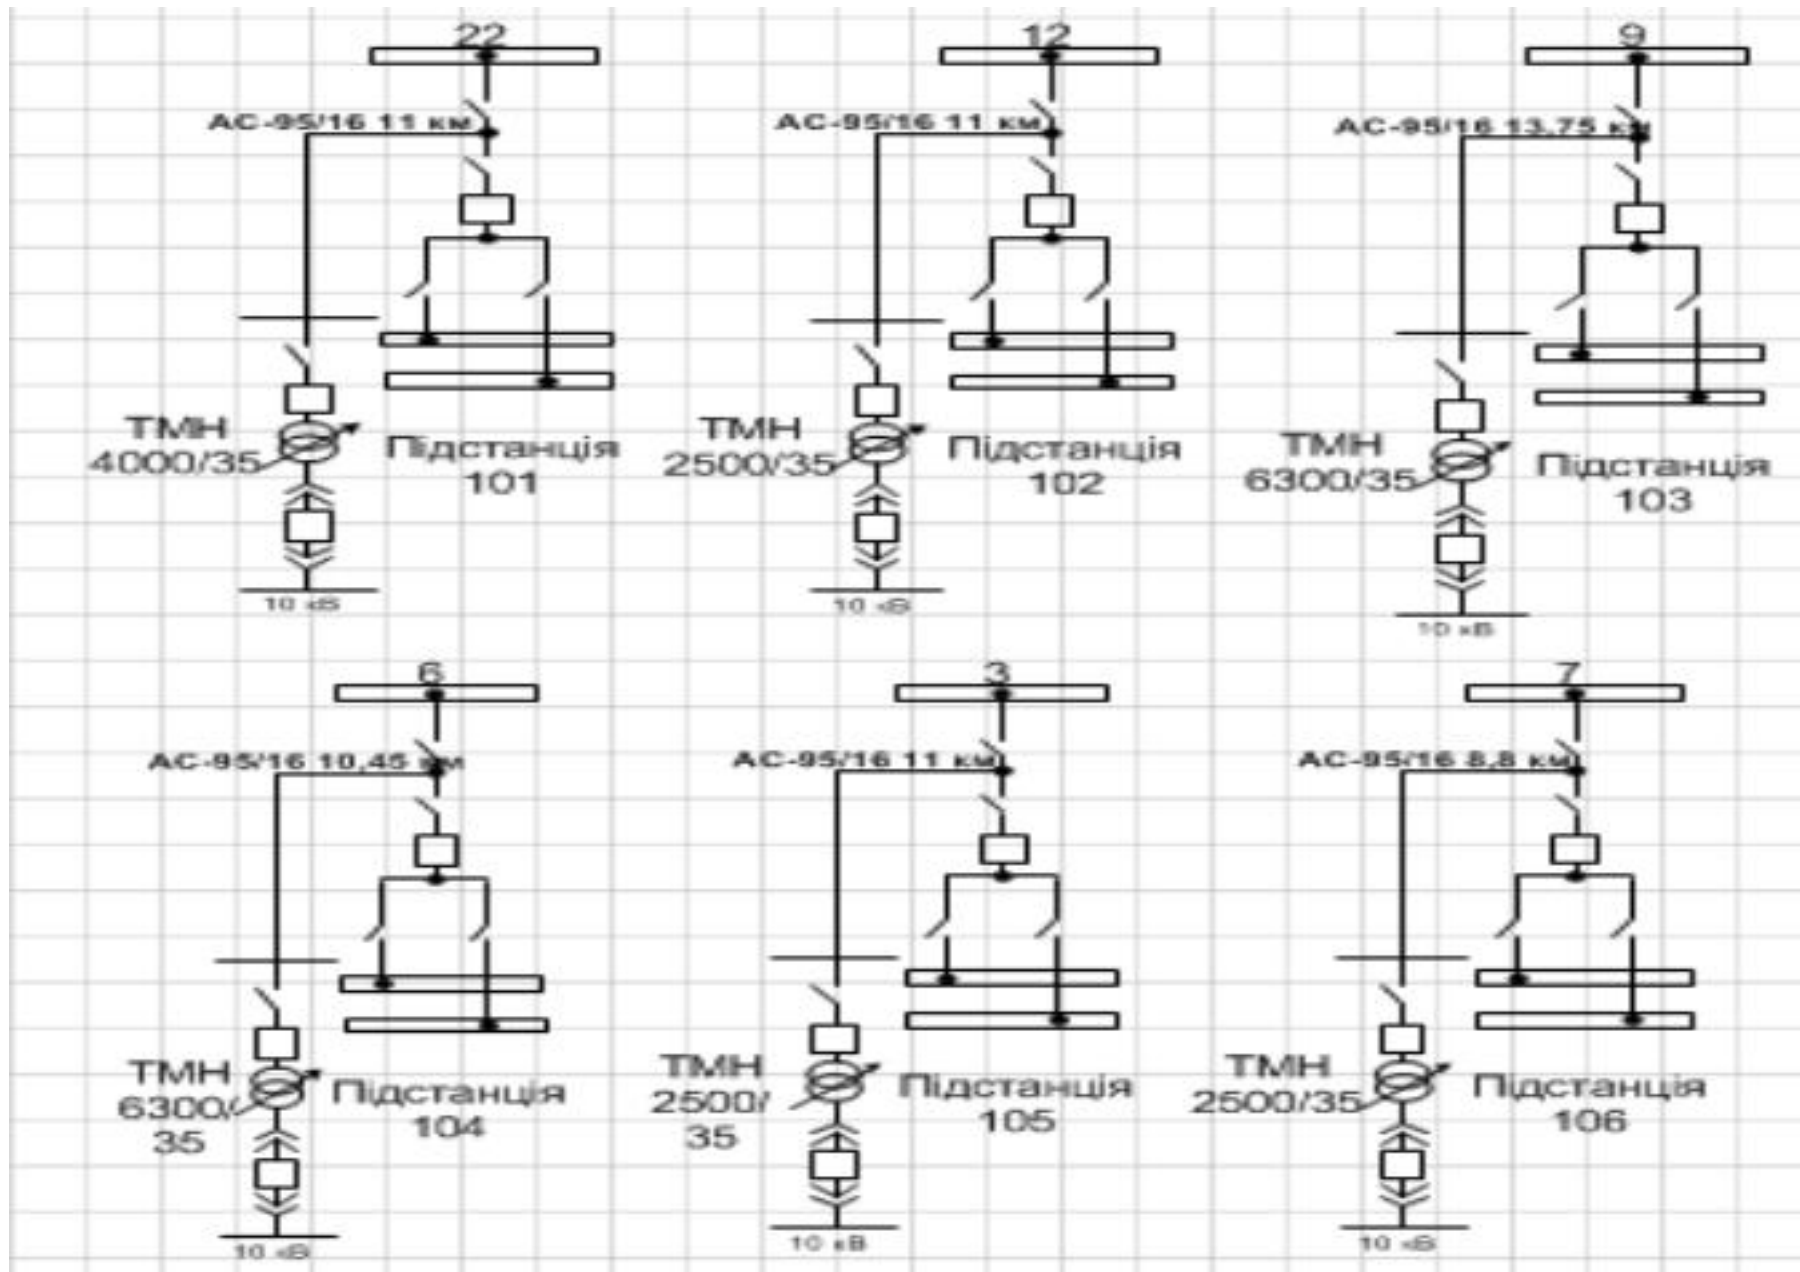 22
АС-95/16 11 км
ТМН
4000/35
Підстанція
101
10 кВ
12
АС-95/16 11 км
ТМН
2500/35
Підстанція
102
10 кВ
9
АС-95/16 13,75 км
ТМН
6300/35
Підстанція
103
10 кВ
6
АС-95/16 10,45 км
ТМН
6300/
35
Підстанція
104
10 кВ
3
АС-95/16 11 км
ТМН
2500/
35
Підстанція
105
10 кВ
7
АС-95/16 8,8 км
ТМН
2500/35
Підстанція
106
10 кВ